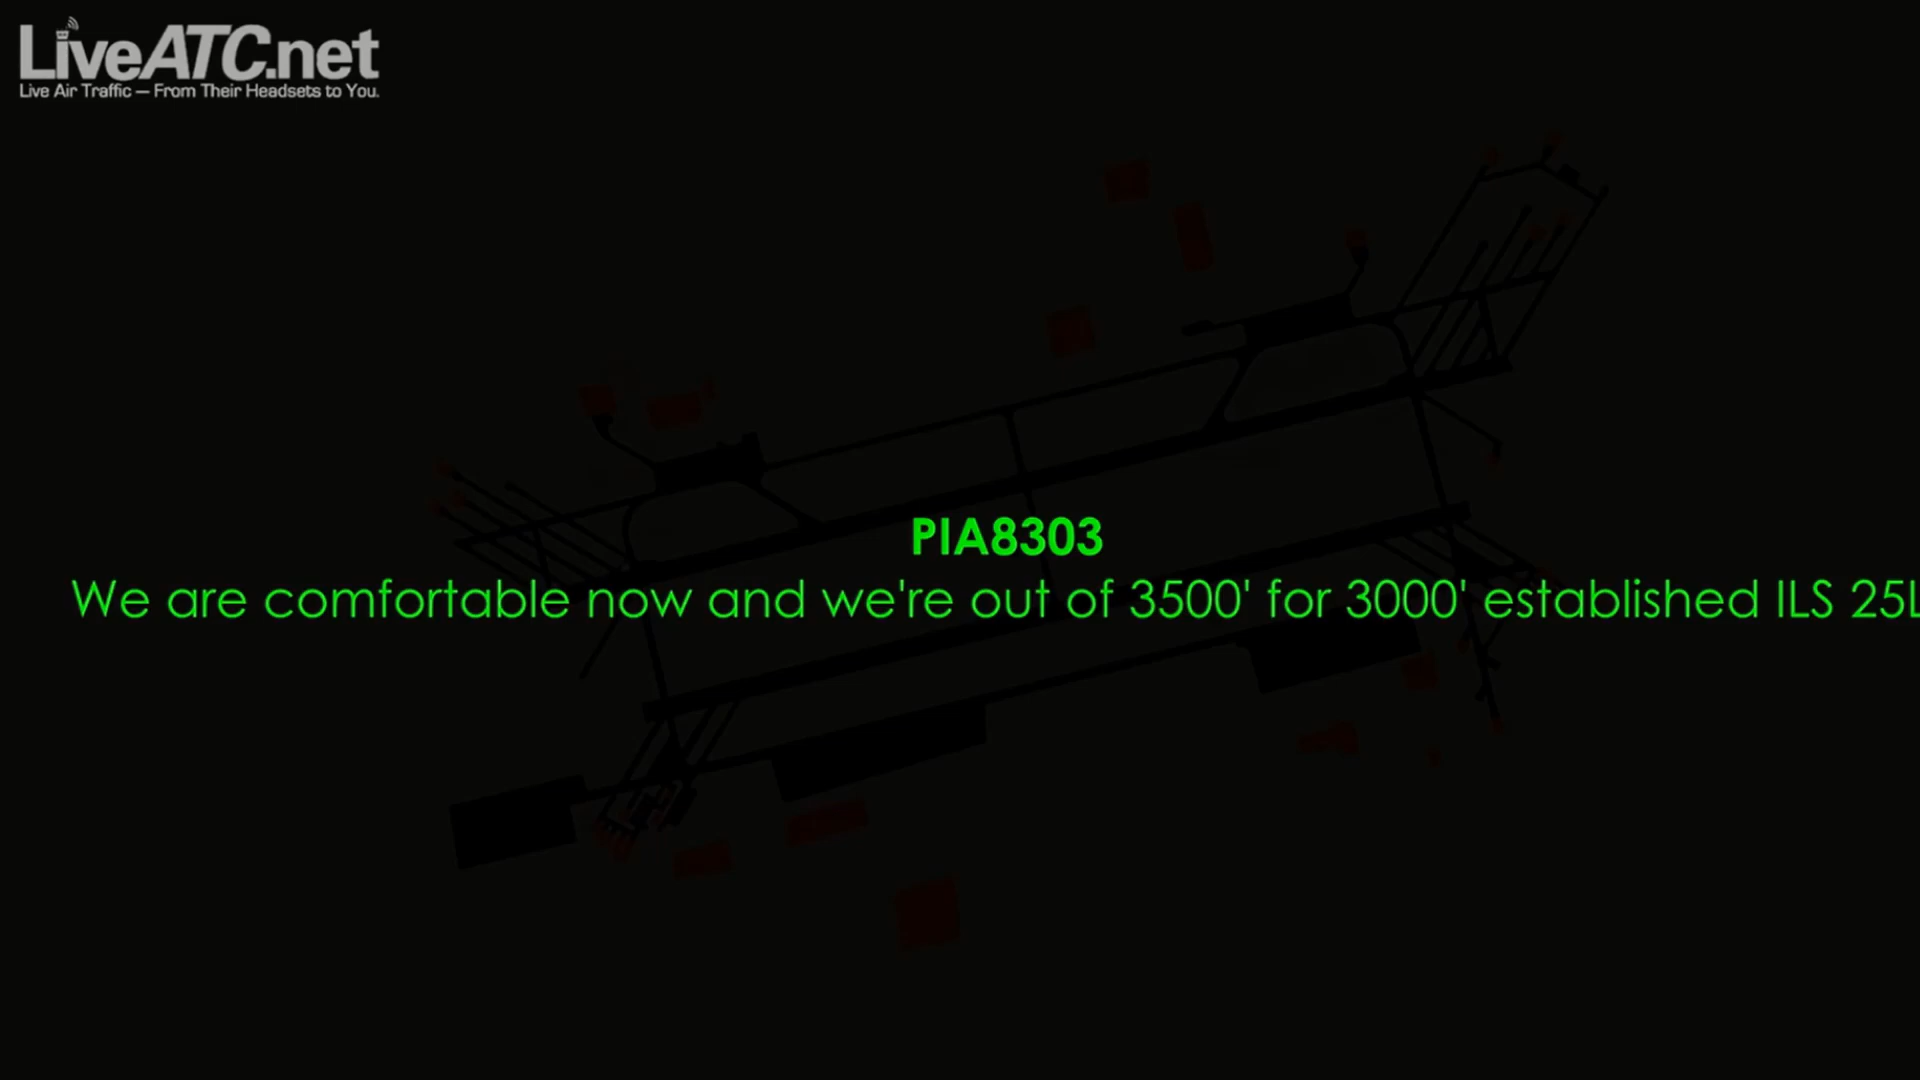 LiveATC.net
Live Air Traffic — From Their Headsets to You.
PIA8303
We are comfortable now and we're out of 3500' for 3000' established ILS 25L